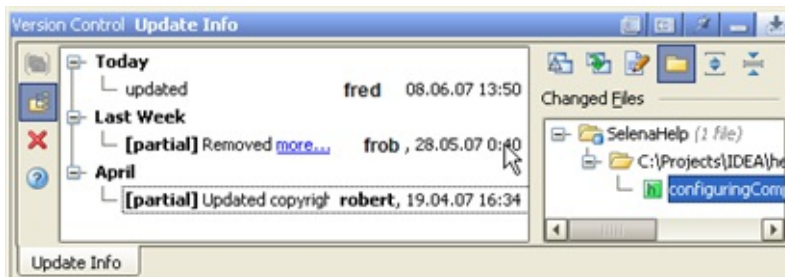 Version Control Update Info
Today
updated fred 08.06.07 13:50
Last Week
[partial] Removed more... frob , 28.05.07 0:40
April
[partial] Updated copyrigh robert, 19.04.07 16:34
Changed Files
SelenaHelp (1 file)
C:\Projects\IDEA\he
configuringComp
Update Info